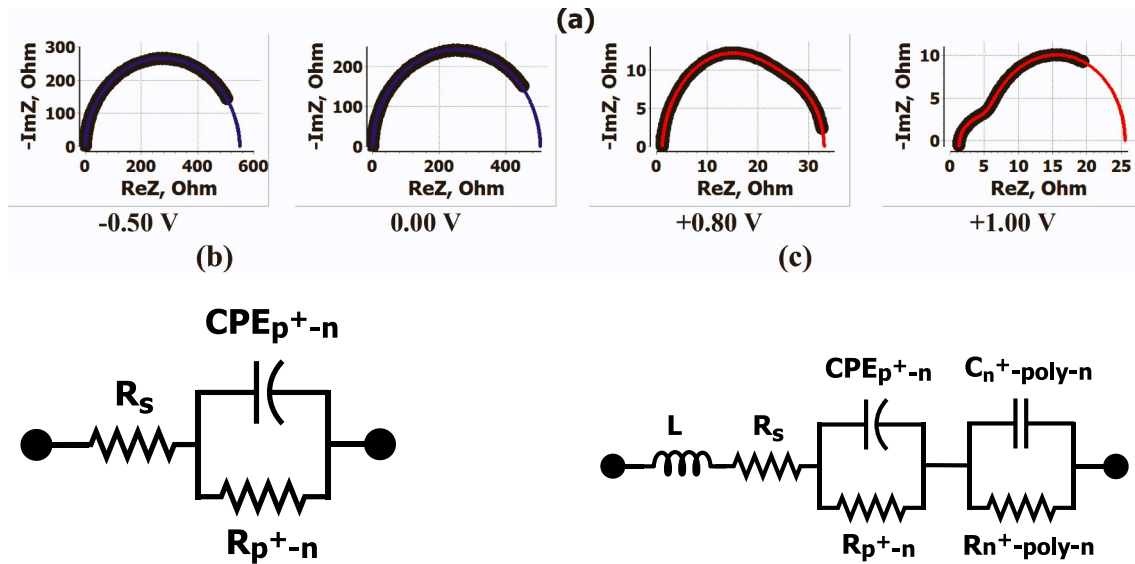 (a)
-ImZ, Ohm
300
200
100
0
0 200 400 600
ReZ, Ohm
-0.50 V
-ImZ, Ohm
200
100
0
0 200 400
ReZ, Ohm
0.00 V
-ImZ, Ohm
10
5
0
0 10 20 30
ReZ, Ohm
+0.80 V
-ImZ, Ohm
10
5
0
0 5 10 15 20 25
ReZ, Ohm
+1.00 V
(b)
(c)
CPEp+-n
Rs
Rp+-n
L
Rs
CPEp+-n
Cn+-poly-n
Rp+-n
Rn+-poly-n